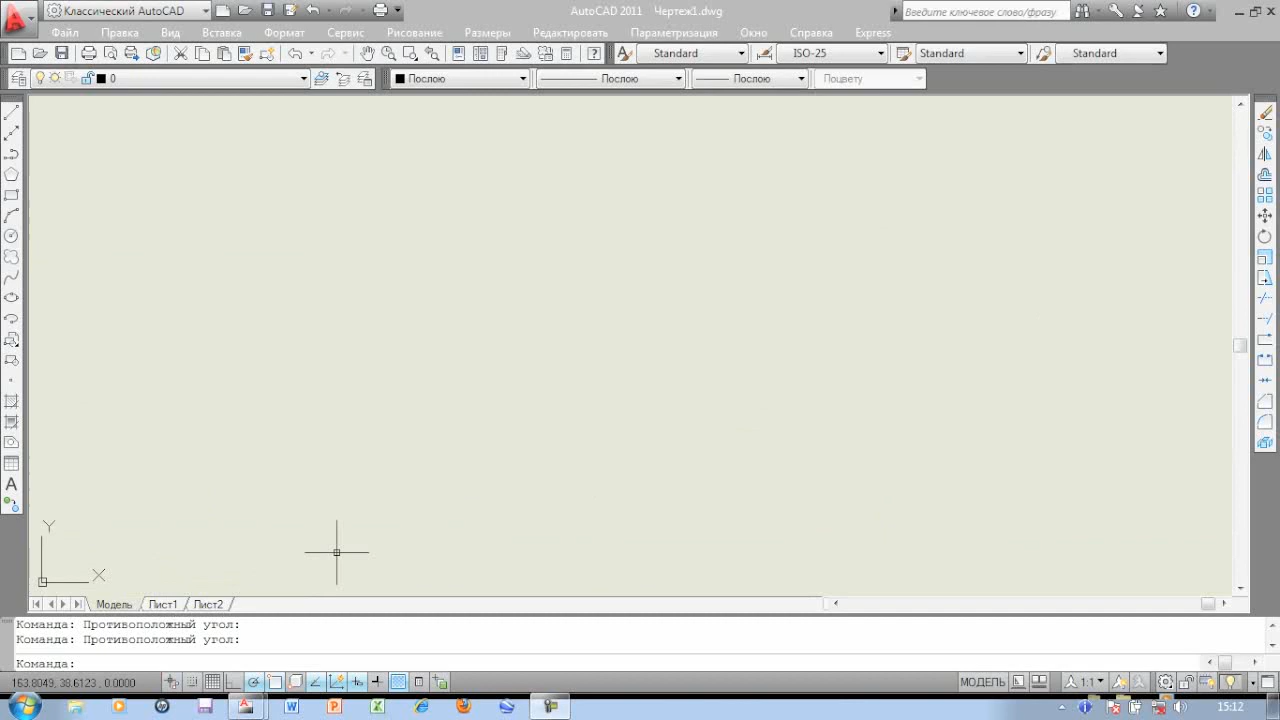 Классический AutoCAD AutoCAD 2011 Чертеж1.dwg Введите ключевое слово/фразу
Файл Правка Вид Вставка Формат Сервис Рисование Размеры Редактировать Параметризация Окно Справка Express
Standard ISO-25 Standard Standard
0 Послою Послою Послою Поцвету
Y
X
Модель Лист1 Лист2
Команда: Противоположный угол:
Команда: Противоположный угол:
Команда:
163.8049, 38.6123 , 0.0000 МОДЕЛЬ 1:1
15:12